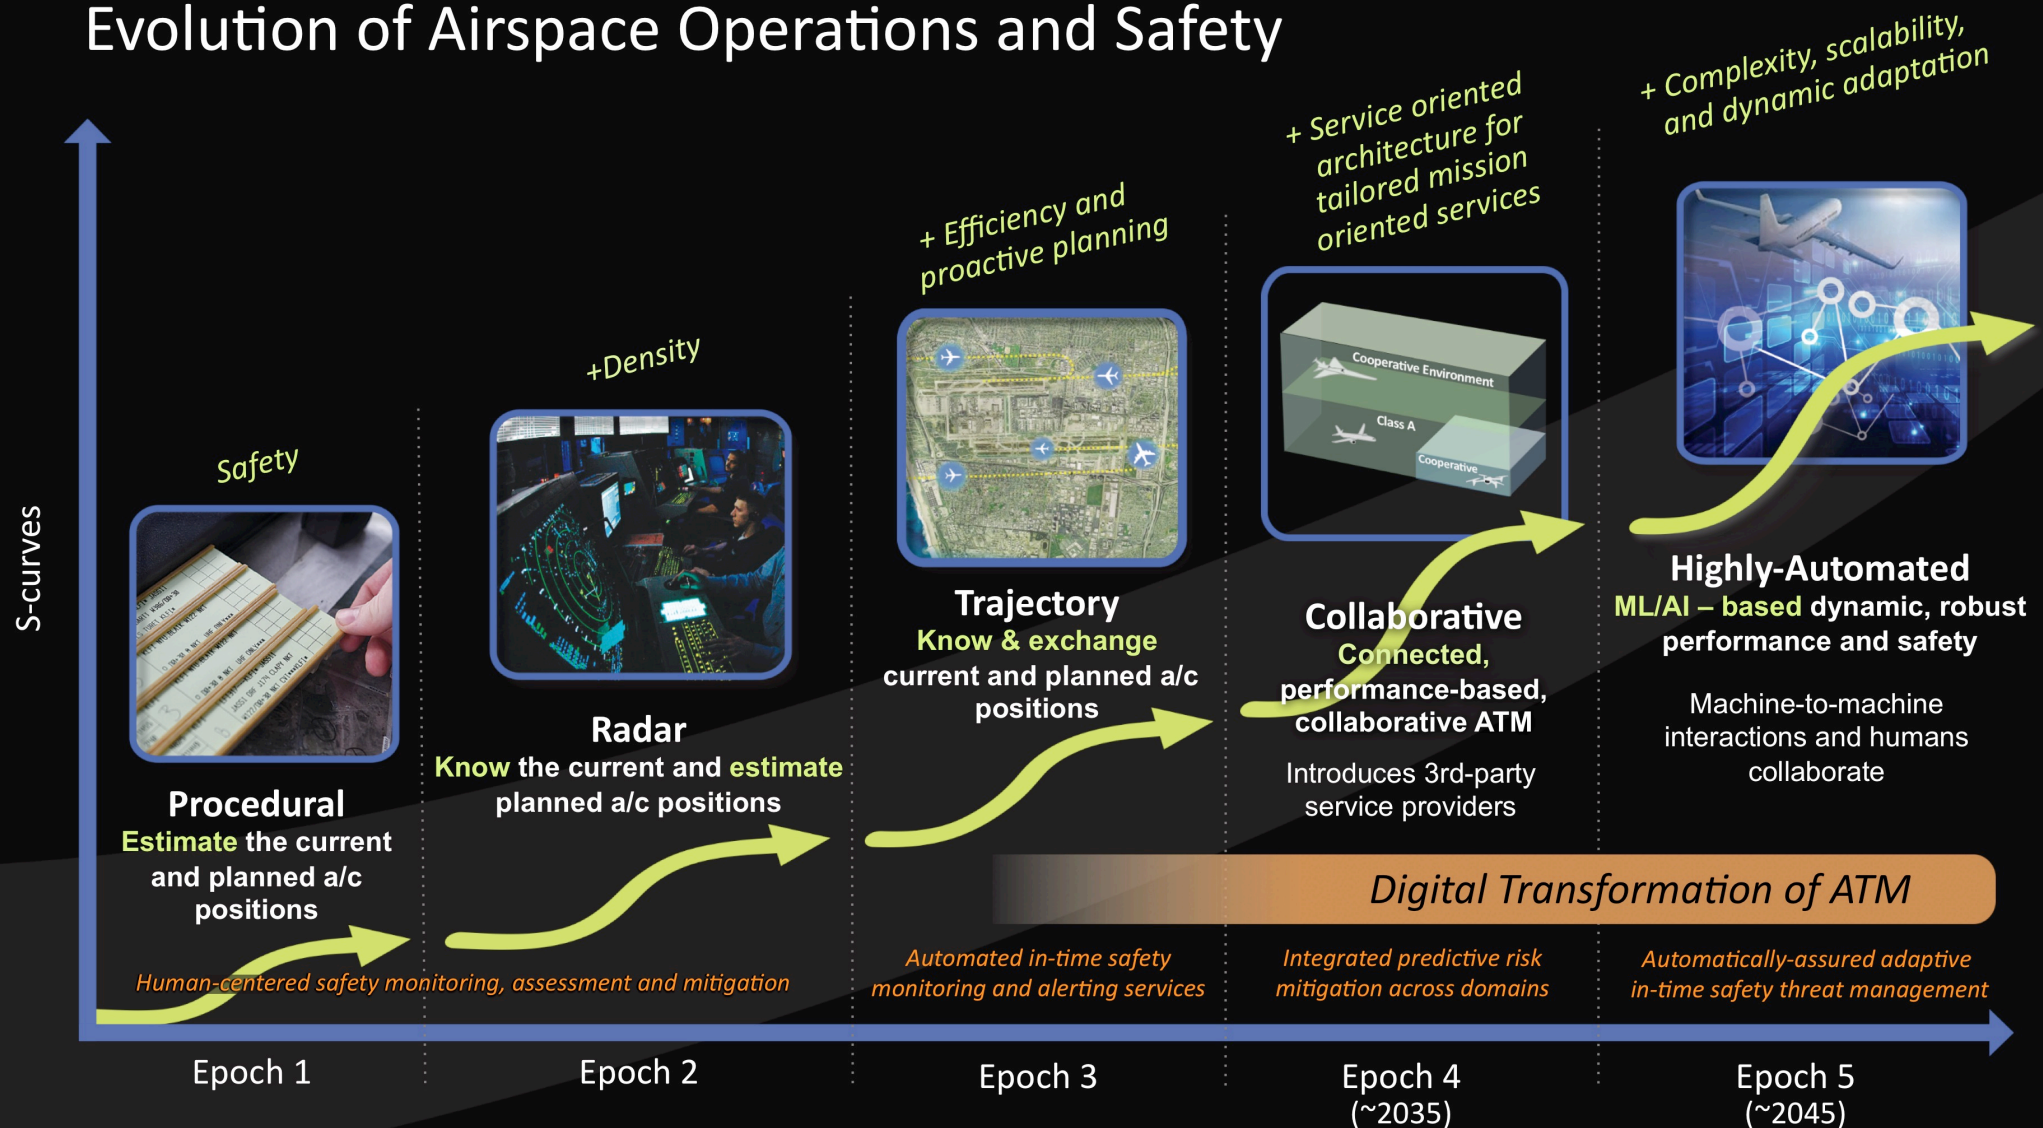 Evolution of Airspace Operations and Safety
S-curves
Safety
Procedural
Estimate the current
and planned a/c
positions
+Density
Radar
Know the current and estimate
planned a/c positions
Human-centered safety monitoring, assessment and mitigation
+ Efficiency and
proactive planning
Trajectory
Know & exchange
current and planned a/c
positions
Automated in-time safety
monitoring and alerting services
+ Service oriented
architecture for
tailored mission
oriented services
Cooperative Environment
Class A
Cooperative
Collaborative
Connected,
performance-based,
collaborative ATM
Introduces 3rd-party
service providers
Integrated predictive risk
mitigation across domains
+ Complexity, scalability,
and dynamic adaptation
Highly-Automated
ML/AI – based dynamic, robust
performance and safety
Machine-to-machine
interactions and humans
collaborate
Digital Transformation of ATM
Automatically-assured adaptive
in-time safety threat management
Epoch 1
Epoch 2
Epoch 3
Epoch 4
(~2035)
Epoch 5
(~2045)